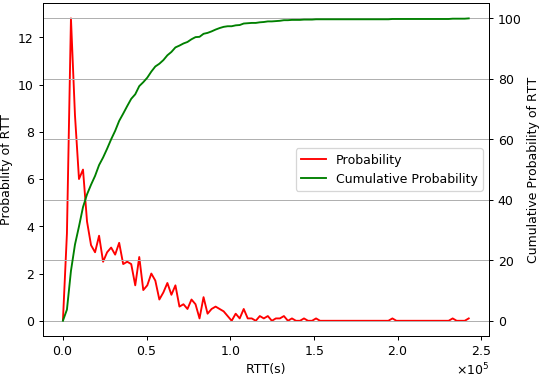 Probability of RTT
12
10
8
6
4
2
0
100
80
60
40
20
0
Cumulative Probability of RTT
Probability
Cumulative Probability
0.0 0.5 1.0 1.5 2.0 2.5
RTT(s)
×10⁵